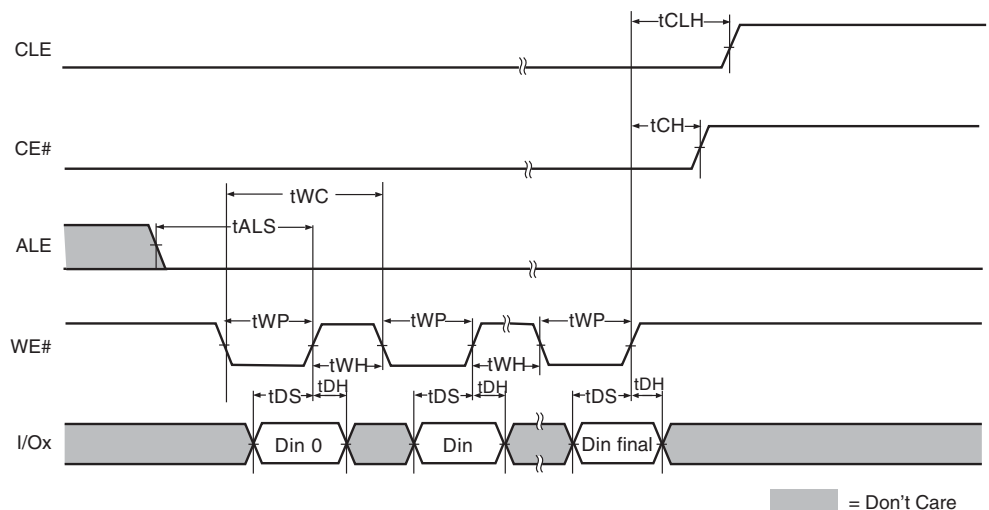 tCLH
CLE
tCH
CE#
tWC
tALS
ALE
tWP tWP tWP
WE#
tWH tWH
tDS tDH tDS tDH tDS tDH
I/Ox Din 0 Din Din final
= Don't Care